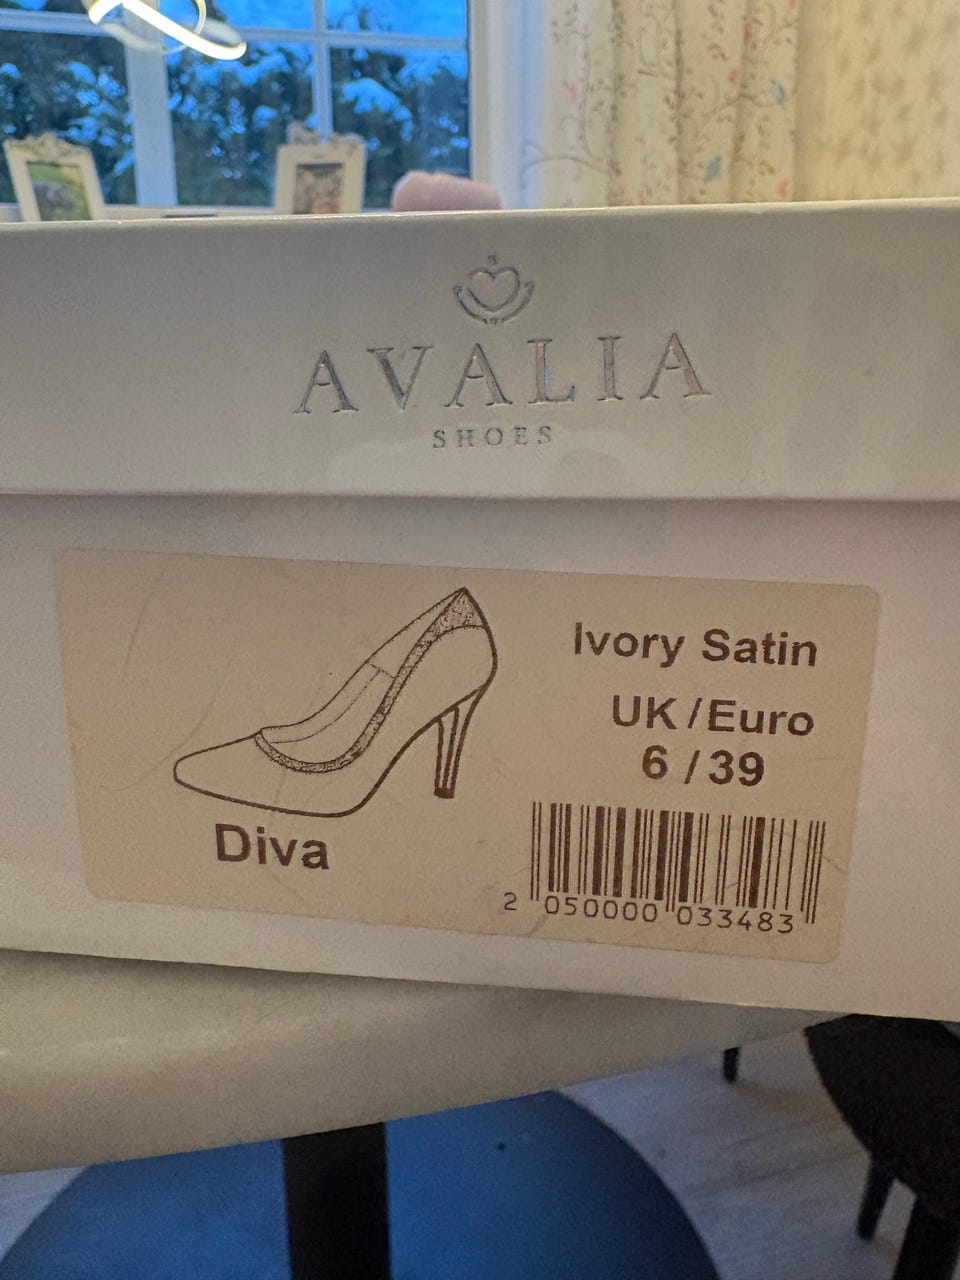 AVALIA
SHOES
Ivory Satin
UK/Euro
6/39
Diva
2 050000 033483